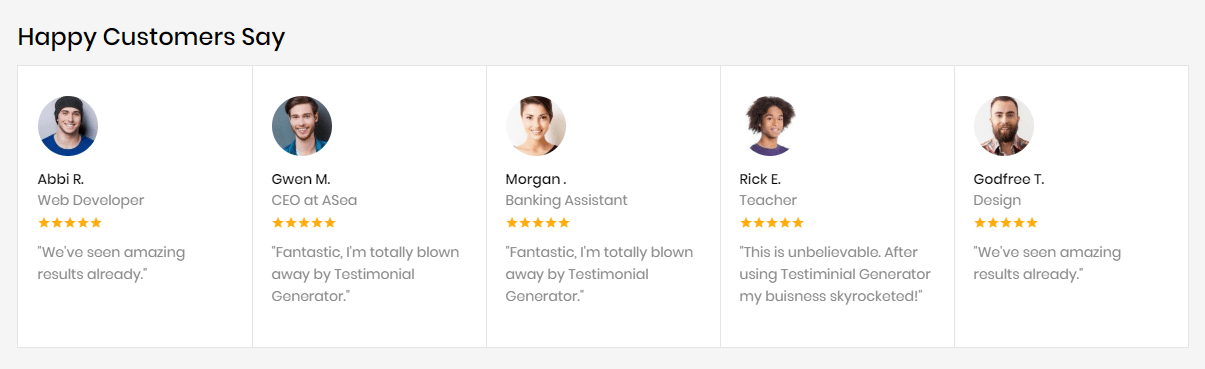 Happy Customers Say
Abbi R.
Web Developer
"We've seen amazing
results already."
Gwen M.
CEO at ASea
"Fantastic, I'm totally blown
away by Testimonial
Generator."
Morgan .
Banking Assistant
"Fantastic, I'm totally blown
away by Testimonial
Generator."
Rick E.
Teacher
"This is unbelievable. After
using Testiminial Generator
my buisness skyrocketed!"
Godfree T.
Design
"We've seen amazing
results already."